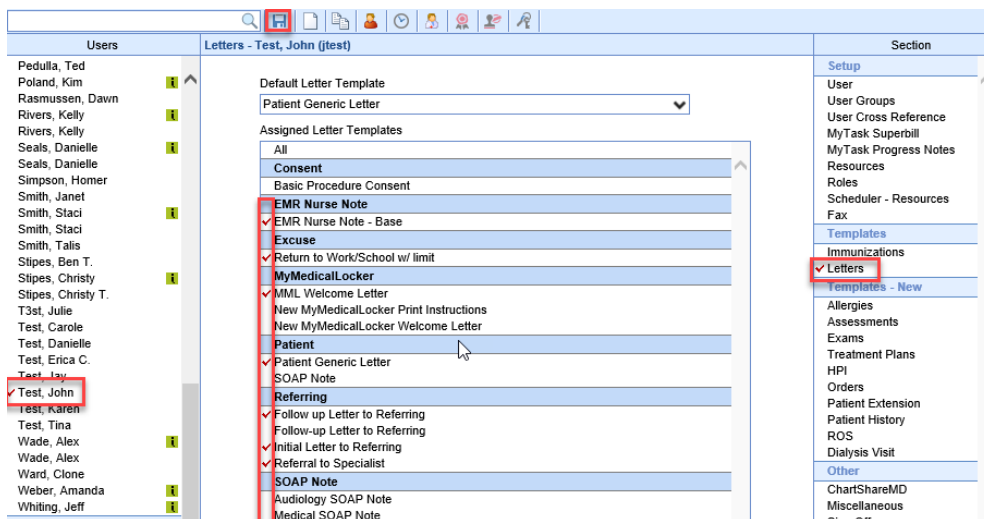 Users
Pedulla, Ted
Poland, Kim
Rasmussen, Dawn
Rivers, Kelly
Rivers, Kelly
Seals, Danielle
Seals, Danielle
Simpson, Homer
Smith, Janet
Smith, Staci
Smith, Staci
Smith, Talis
Stipes, Ben T.
Stipes, Christy
Stipes, Christy T.
T3st, Julie
Test, Carole
Test, Danielle
Test, Erica C.
Test, Jay
Test, John
Test, Karen
Test, Tina
Wade, Alex
Wade, Alex
Ward, Clone
Weber, Amanda
Whiting, Jeff
Letters - Test, John (jtest)
Default Letter Template
Patient Generic Letter
Assigned Letter Templates
All
Consent
Basic Procedure Consent
EMR Nurse Note
EMR Nurse Note - Base
Excuse
Return to Work/School w/ limit
MyMedicalLocker
MML Welcome Letter
New MyMedicalLocker Print Instructions
New MyMedicalLocker Welcome Letter
Patient
Patient Generic Letter
SOAP Note
Referring
Follow up Letter to Referring
Follow-up Letter to Referring
Initial Letter to Referring
Referral to Specialist
SOAP Note
Audiology SOAP Note
Medical SOAP Note
Section
Setup
User
User Groups
User Cross Reference
MyTask Superbill
MyTask Progress Notes
Resources
Roles
Scheduler - Resources
Fax
Templates
Immunizations
Letters
Templates - New
Allergies
Assessments
Exams
Treatment Plans
HPI
Orders
Patient Extension
Patient History
ROS
Dialysis Visit
Other
ChartShareMD
Miscellaneous